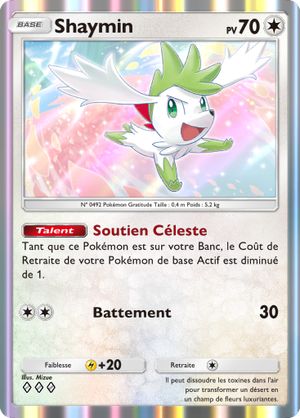 BASE
Shaymin
PV 70
N° 0492 Pokémon Gratitude Taille : 0,4 m Poids : 5,2 kg
Talent Soutien Céleste
Tant que ce Pokémon est sur votre Banc, le Coût de
Retraite de votre Pokémon de base Actif est diminué
de 1.
Battement 30
Illus. Mizue
Faiblesse +20
Retraite
Il peut dissoudre les toxines dans l'air
pour transformer un désert en
un champ de fleurs luxuriantes.